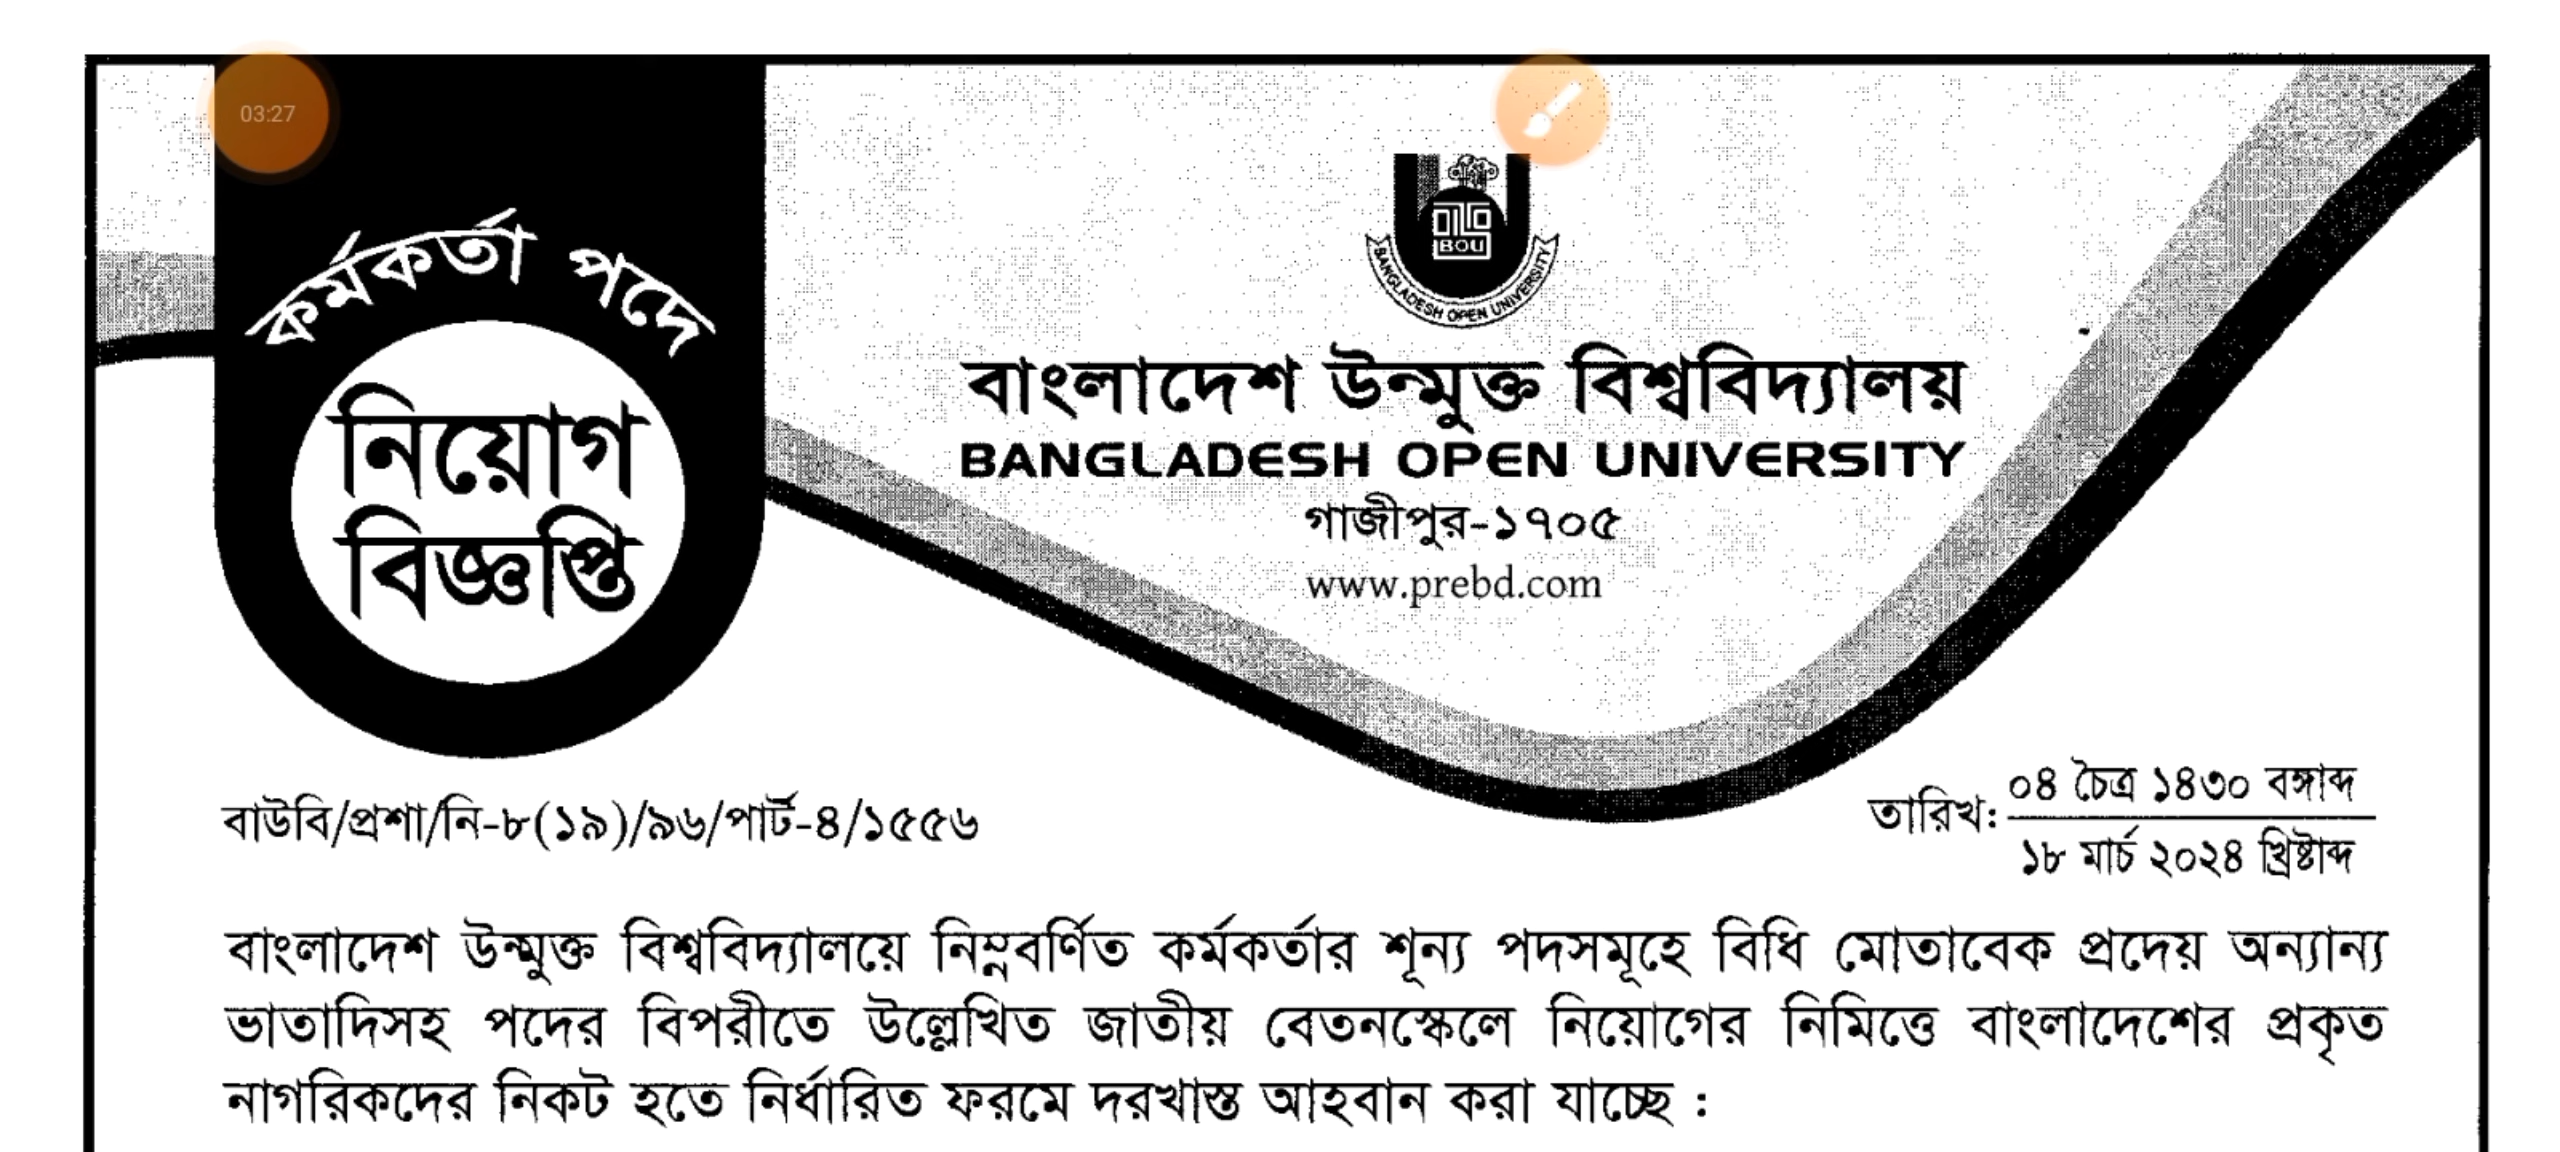 03:27
কর্মকর্তা পদে
নিয়োগ
বিজ্ঞপ্তি
BOU
BANGLADESH OPEN UNIVERSITY
বাংলাদেশ উন্মুক্ত বিশ্ববিদ্যালয়
BANGLADESH OPEN UNIVERSITY
গাজীপুর-১৭০৫
www.prebd.com
বাউবি/প্রশা/নি-৮(১৯)/৯৬/পার্ট-৪/১৫৫৬
তারিখ: ০৪ চৈত্র ১৪৩০ বঙ্গাব্দ
১৮ মার্চ ২০২৪ খ্রিষ্টাব্দ
বাংলাদেশ উন্মুক্ত বিশ্ববিদ্যালয়ে নিম্নবর্ণিত কর্মকর্তার শূন্য পদসমূহে বিধি মোতাবেক প্রদেয় অন্যান্য
ভাতাদিসহ পদের বিপরীতে উল্লেখিত জাতীয় বেতনস্কেলে নিয়োগের নিমিত্তে বাংলাদেশের প্রকৃত
নাগরিকদের নিকট হতে নির্ধারিত ফরমে দরখাস্ত আহবান করা যাচ্ছে :